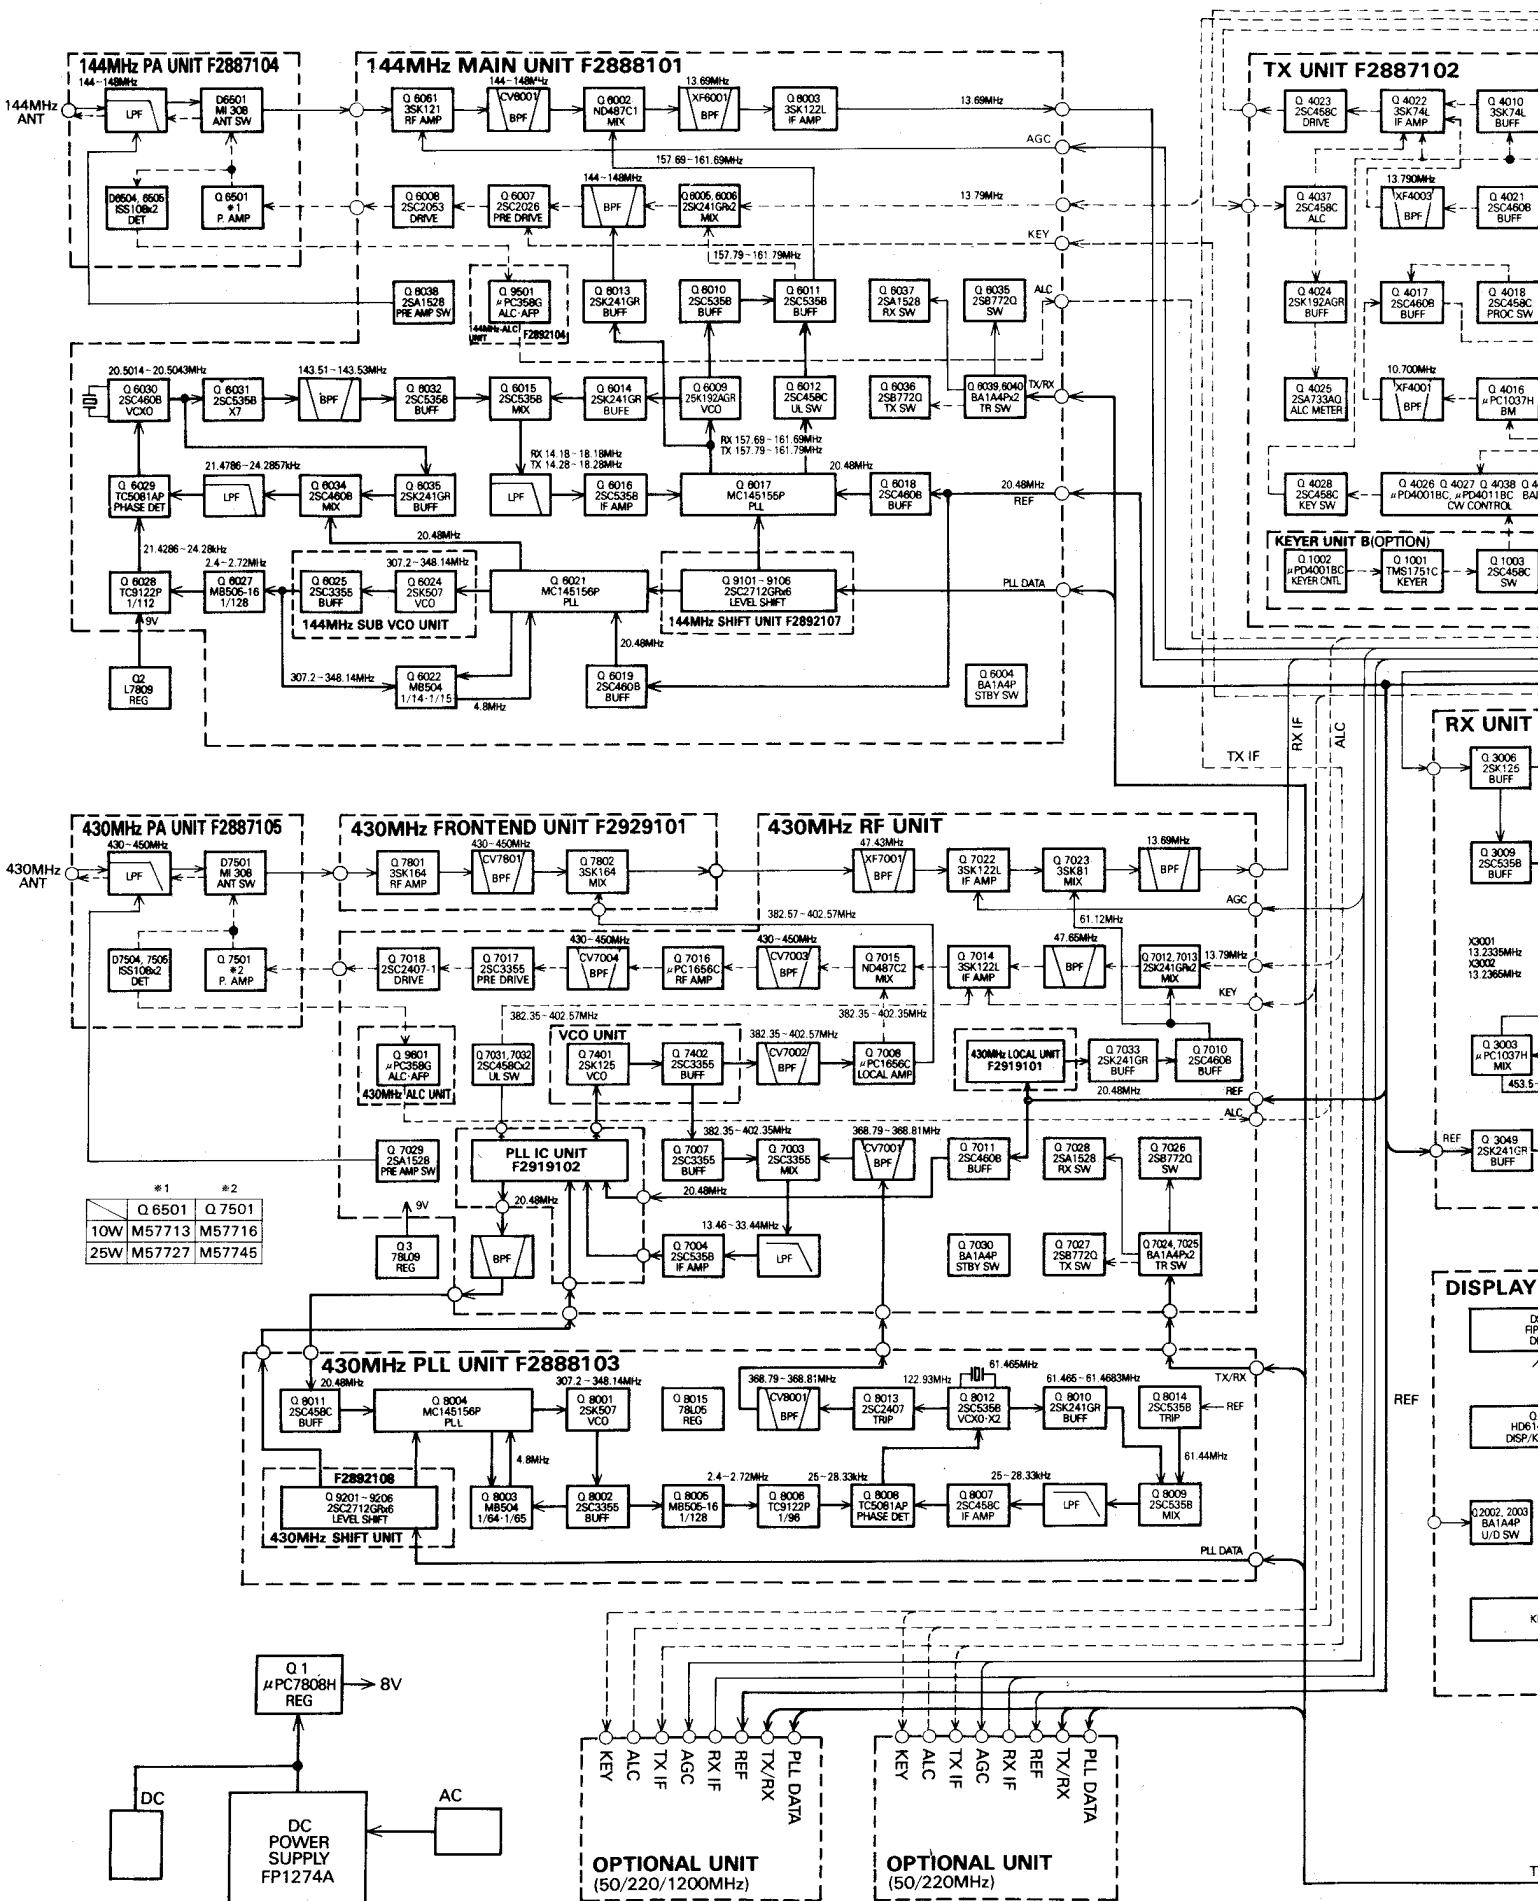 144MHz PA UNIT F2887104
144~148MHz
144MHz
ANT
LPF
D6501
MI 308
ANT SW
D6504, 6505
ISS108x2
DET
Q 6501
*1
P. AMP
144MHz MAIN UNIT F2888101
Q 6061
3SK121
RF AMP
144~148MHz
CV6001
BPF
Q 6002
ND487C1
MIX
13.69MHz
XF6001
BPF
Q 6003
3SK122L
IF AMP
13.69MHz
AGC
157.69~161.69MHz
Q 6008
2SC2053
DRIVE
Q 6007
2SC2026
PRE DRIVE
144~148MHz
BPF
Q 6005, 6006
2SK241GRx2
MIX
13.79MHz
KEY
157.79~161.79MHz
Q 6038
2SA1528
PRE AMP SW
Q 9501
μPC358G
ALC·AFP
144MHz·ALC
UNIT
F2892104
Q 6013
2SK241GR
BUFF
Q 6010
2SC535B
BUFF
Q 6011
2SC535B
BUFF
Q 6037
2SA1528
RX SW
Q 6035
2SB772Q
SW
ALC
20.5014~20.5043MHz
Q 6030
2SC460B
VCXO
Q 6031
2SC535B
X7
143.51~143.53MHz
BPF
Q 6032
2SC535B
BUFF
Q 6015
2SC535B
MIX
Q 6014
2SK241GR
BUFE
Q 6009
25K192AGR
VCO
Q 6012
2SC458C
UL SW
Q 6036
2SB772Q
TX SW
Q 6039, 6040
BA1A4Px2
TR SW
TX/RX
RX 157.69~161.69MHz
TX 157.79~161.79MHz
RX 14.18~18.18MHz
TX 14.28~18.28MHz
21.4786~24.2857kHz
Q 6029
TC5081AP
PHASE DET
LPF
Q 6034
2SC460B
MIX
Q 6035
2SK241GR
BUFF
LPF
Q 6016
2SC535B
IF AMP
Q 6017
MC145155P
PLL
20.48MHz
Q 6018
2SC460B
BUFF
20.48MHz
REF
20.48MHz
21.4286~24.28kHz
2.4~2.72MHz
307.2~348.14MHz
Q 6028
TC9122P
1/112
Q 6027
MB505-16
1/128
Q 6025
2SC3355
BUFF
Q 6024
2SK507
VCO
144MHz SUB VCO UNIT
Q 6021
MC145156P
PLL
Q 9101~9106
2SC2712GRx6
LEVEL SHIFT
144MHz SHIFT UNIT F2892107
PLL DATA
9V
Q2
L7809
REG
307.2~348.14MHz
Q 6022
MB504
1/14·1/15
4.8MHz
20.48MHz
Q 6019
2SC460B
BUFF
Q 6004
BA1A4P
STBY SW
TX UNIT F2887102
Q 4023
2SC458C
DRIVE
Q 4022
3SK74L
IF AMP
Q 4010
3SK74L
BUFF
Q 4037
2SC458C
ALC
13.790MHz
XF4003
BPF
Q 4021
2SC460B
BUFF
Q 4024
2SK192AGR
BUFF
Q 4017
2SC460B
BUFF
Q 4018
2SC458C
PROC SW
Q 4025
2SA733AQ
ALC METER
10.700MHz
XF4001
BPF
Q 4016
μPC1037H
BM
Q 4028
2SC458C
KEY SW
Q 4026 Q 4027 Q 4038
μPD4001BC, μPD4011BC
CW CONTROL
KEYER UNIT B(OPTION)
Q 1002
μPD4001BC
KEYER CNTL
Q 1001
TMS1751C
KEYER
Q 1003
2SC458C
SW
TX IF
RX IF
ALC
RX UNIT
Q 3006
2SK125
BUFF
Q 3009
2SC535B
BUFF
X3001
13.2335MHz
X3002
13.2365MHz
Q 3003
μPC1037H
MIX
453.5
REF
Q 3049
2SK241GR
BUFF
430MHz PA UNIT F2887105
430~450MHz
430MHz
ANT
LPF
D7501
MI 308
ANT SW
D7504, 7505
ISS108x2
DET
Q 7501
*2
P. AMP
430MHz FRONTEND UNIT F2929101
Q 7801
3SK164
RF AMP
430~450MHz
CV7801
BPF
Q 7802
3SK164
MIX
430MHz RF UNIT
47.43MHz
XF7001
BPF
Q 7022
3SK122L
IF AMP
Q 7023
3SK81
MIX
13.69MHz
BPF
AGC
382.57~402.57MHz
61.12MHz
Q 7018
2SC2407-1
DRIVE
Q 7017
2SC3355
PRE DRIVE
430~450MHz
CV7004
BPF
Q 7016
μPC1656C
RF AMP
430~450MHz
CV7003
BPF
Q 7015
ND487C2
MIX
Q 7014
3SK122L
IF AMP
47.65MHz
BPF
Q 7012, 7013
2SK241GRx2
MIX
13.79MHz
KEY
382.35~402.57MHz
382.35~402.35MHz
Q 9601
μPC358G
ALC·AFP
430MHz ALC UNIT
Q 7031, 7032
2SC458Cx2
UL SW
VCO UNIT
Q 7401
2SK125
VCO
Q 7402
2SC3355
BUFF
382.35~402.57MHz
CV7002
BPF
Q 7008
μPC1656C
LOCAL AMP
430MHz LOCAL UNIT
F2919101
Q 7033
2SK241GR
BUFF
Q 7010
2SC460B
BUFF
20.48MHz
REF
ALC
Q 7029
2SA1528
PRE AMP SW
PLL IC UNIT
F2919102
382.35~402.35MHz
Q 7007
2SC3355
BUFF
Q 7003
2SC3355
MIX
368.79~368.81MHz
CV7001
BPF
Q 7011
2SC460B
BUFF
Q 7028
2SA1528
RX SW
Q 7026
2SB772Q
SW
20.48MHz
20.48MHz
*1 *2
Q 6501 Q 7501
10W M57713 M57716
25W M57727 M57745
9V
Q 3
78L09
REG
BPF
13.46~33.44MHz
Q 7004
2SC535B
IF AMP
LPF
Q 7030
BA1A4P
STBY SW
Q 7027
2SB772Q
TX SW
Q 7024, 7025
BA1A4Px2
TR SW
430MHz PLL UNIT F2888103
20.48MHz
Q 8011
2SC458C
BUFF
Q 8004
MC145156P
PLL
307.2~348.14MHz
Q 8001
2SK507
VCO
Q 8015
78L05
REG
368.79~368.81MHz
CV8001
BPF
Q 8013
2SC2407
TRIP
122.93MHz
61.465MHz
Q 8012
2SC535B
VCXO·X2
61.465~61.4683MHz
Q 8010
2SK241GR
BUFF
Q 8014
2SC535B
TRIP
REF
TX/RX
61.44MHz
4.8MHz
F2892108
Q 9201~9206
2SC2712GRx6
LEVEL SHIFT
430MHz SHIFT UNIT
Q 8003
MB504
1/64·1/65
Q 8002
2SC3355
BUFF
2.4~2.72MHz
Q 8005
MB505-16
1/128
Q 8006
TC9122P
1/96
25~28.33kHz
Q 8008
TC5081AP
PHASE DET
Q 8007
2SC458C
IF AMP
25~28.33kHz
LPF
Q 8009
2SC535B
MIX
PLL DATA
REF
DISPLAY
DISP/K
Q2002, 2003
BA1A4P
U/D SW
Q 1
μPC7808H
REG
8V
DC
DC
POWER
SUPPLY
FP1274A
AC
KEY
ALC
TX IF
AGC
RX IF
REF
TX/RX
PLL DATA
OPTIONAL UNIT
(50/220/1200MHz)
KEY
ALC
TX IF
AGC
RX IF
REF
TX/RX
PLL DATA
OPTIONAL UNIT
(50/220MHz)